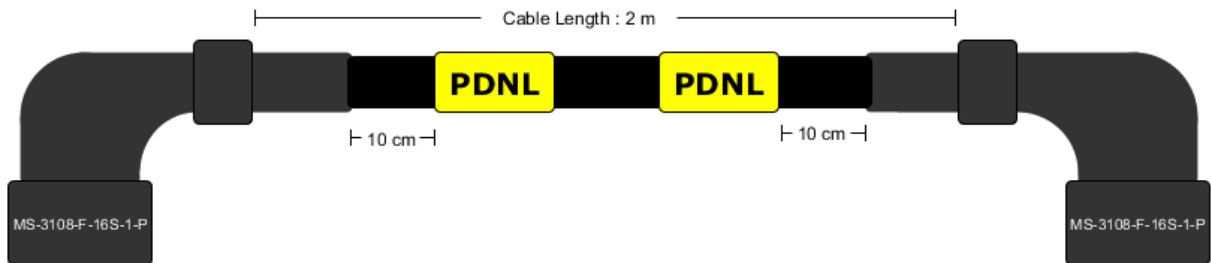 Cable Length : 2 m
PDNL
PDNL
10 cm
10 cm
MS-3108-F-16S-1-P
MS-3108-F-16S-1-P